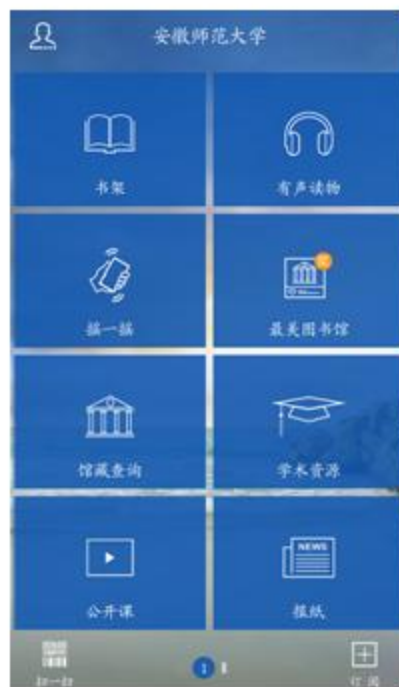 安徽师范大学
书架
有声读物
摇一摇
最美图书馆
馆藏查询
学术资源
NEWS
公开课
报纸
1
扫一扫
订阅